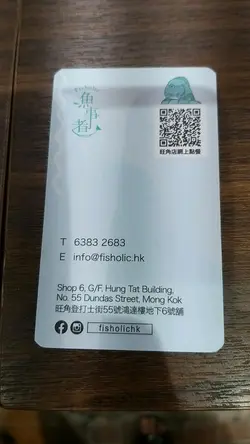 漁事者
旺角店網上點餐
T 6383 2683
E info@fisholic.hk
Shop 6, G/F, Hung Tat Building,
No. 55 Dundas Street, Mong Kok
旺角登打士街55號鴻達樓地下6號舖
fisholichk